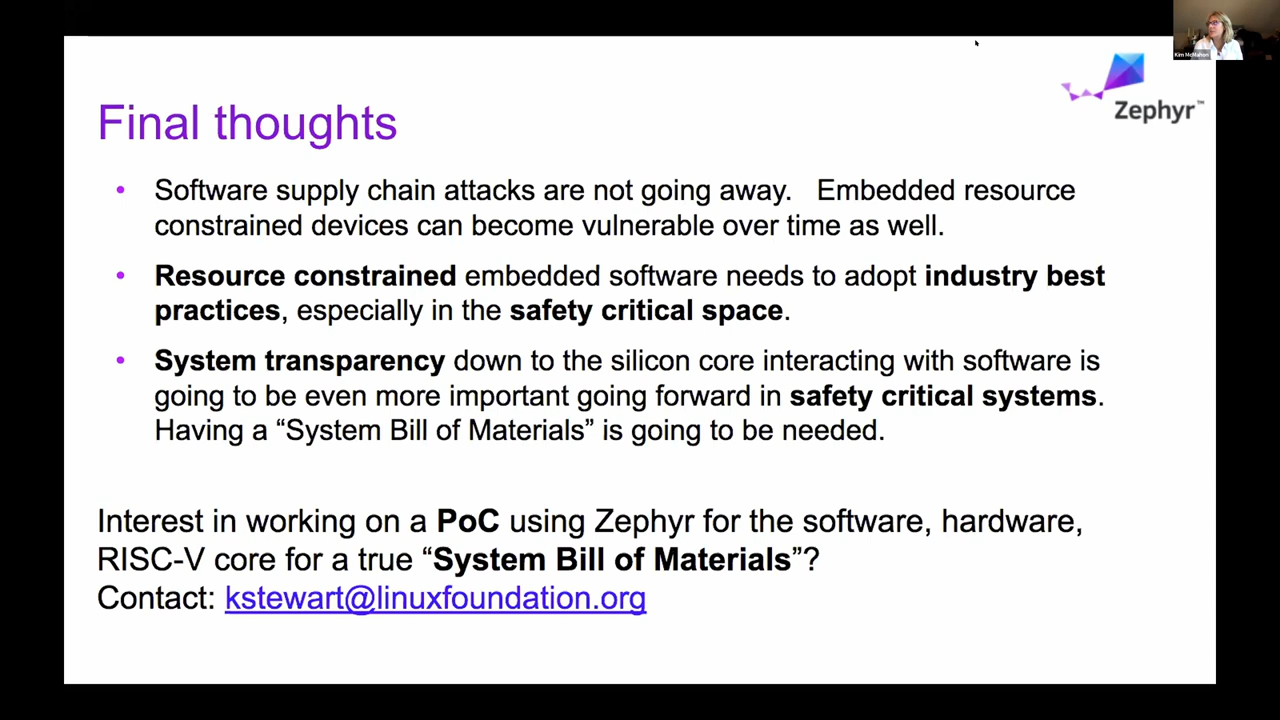 Kim McMahon
Zephyr™
Final thoughts
• Software supply chain attacks are not going away. Embedded resource
constrained devices can become vulnerable over time as well.
• Resource constrained embedded software needs to adopt industry best
practices, especially in the safety critical space.
• System transparency down to the silicon core interacting with software is
going to be even more important going forward in safety critical systems.
Having a “System Bill of Materials” is going to be needed.
Interest in working on a PoC using Zephyr for the software, hardware,
RISC-V core for a true “System Bill of Materials”?
Contact: kstewart@linuxfoundation.org